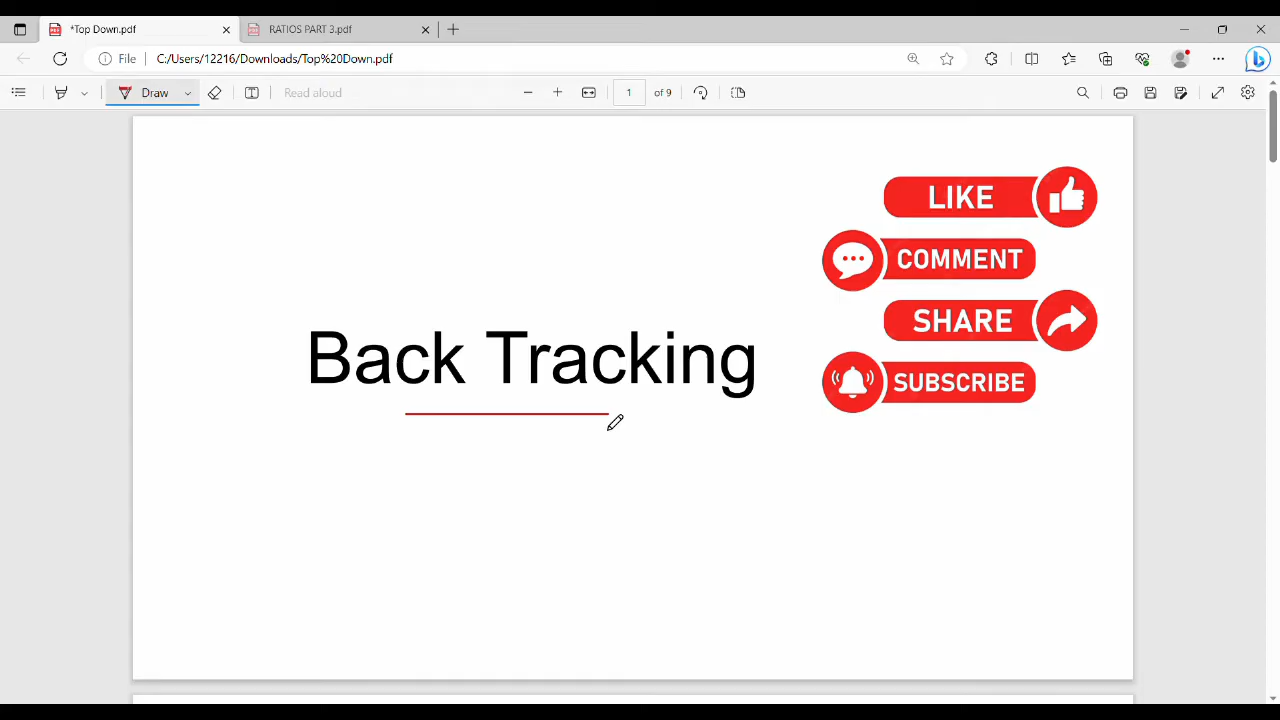 *Top Down.pdf
RATIOS PART 3.pdf
File
C:/Users/12216/Downloads/Top%20Down.pdf
Draw
Read aloud
1
of 9
Back Tracking
LIKE
COMMENT
SHARE
SUBSCRIBE